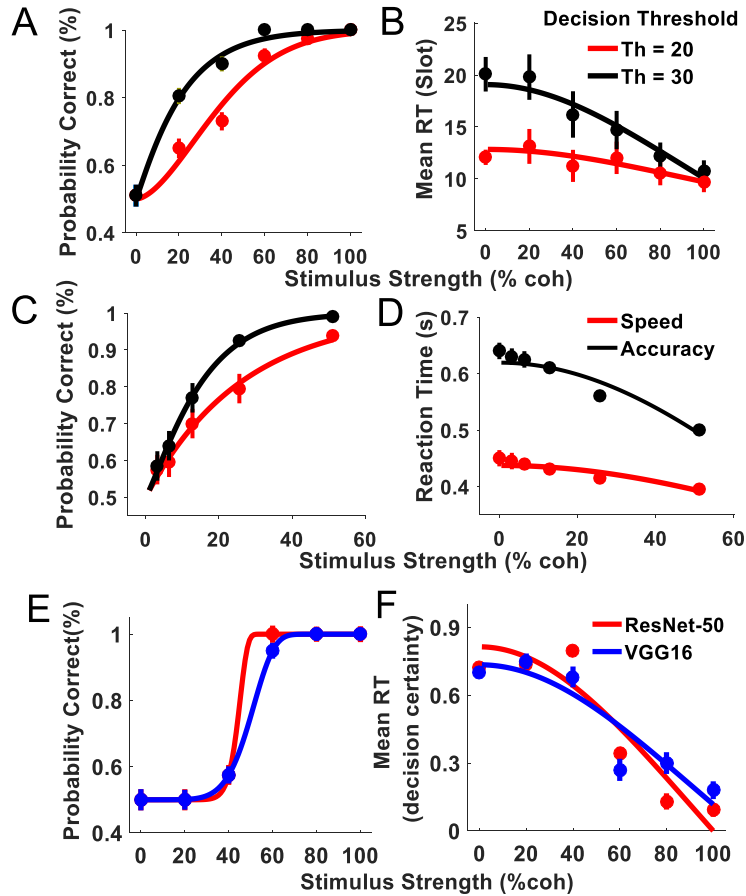 A
Probability Correct (%)
1
0.8
0.6
0.4
0 20 40 60 80 100
B
Decision Threshold
Th = 20
Th = 30
Mean RT (Slot)
25
20
15
10
5
0 20 40 60 80 100
Stimulus Strength (% coh)
C
Probability Correct (%)
1
0.9
0.8
0.7
0.6
0.5
0 20 40 60
D
Speed
Accuracy
Reaction Time (s)
0.7
0.6
0.5
0.4
0 20 40 60
Stimulus Strength (% coh)
E
Probability Correct(%)
1
0.8
0.6
0.4
0 20 40 60 80 100
F
ResNet-50
VGG16
Mean RT
(decision certainty)
0.9
0.6
0.3
0
0 20 40 60 80 100
Stimulus Strength (%coh)